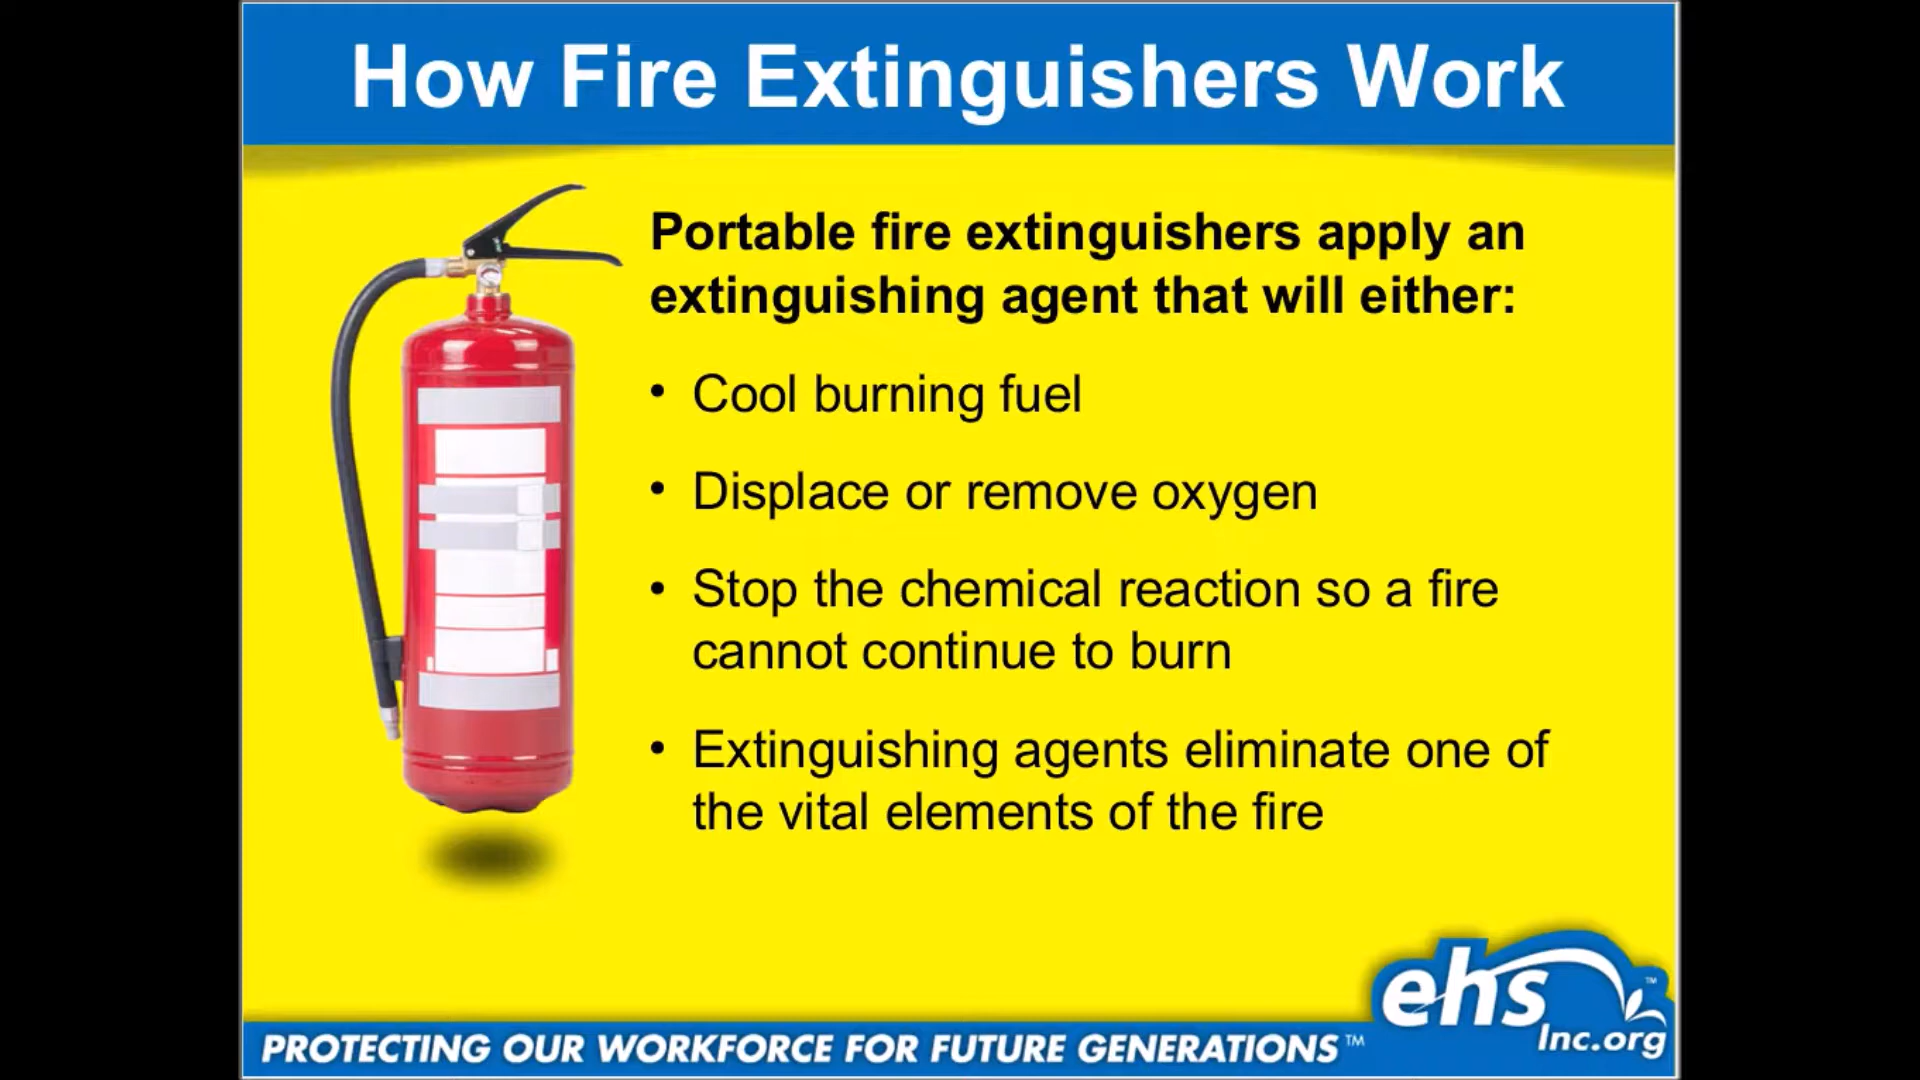 How Fire Extinguishers Work
Portable fire extinguishers apply an
extinguishing agent that will either:
• Cool burning fuel
• Displace or remove oxygen
• Stop the chemical reaction so a fire
cannot continue to burn
• Extinguishing agents eliminate one of
the vital elements of the fire
ehs™
Inc.org
PROTECTING OUR WORKFORCE FOR FUTURE GENERATIONS™